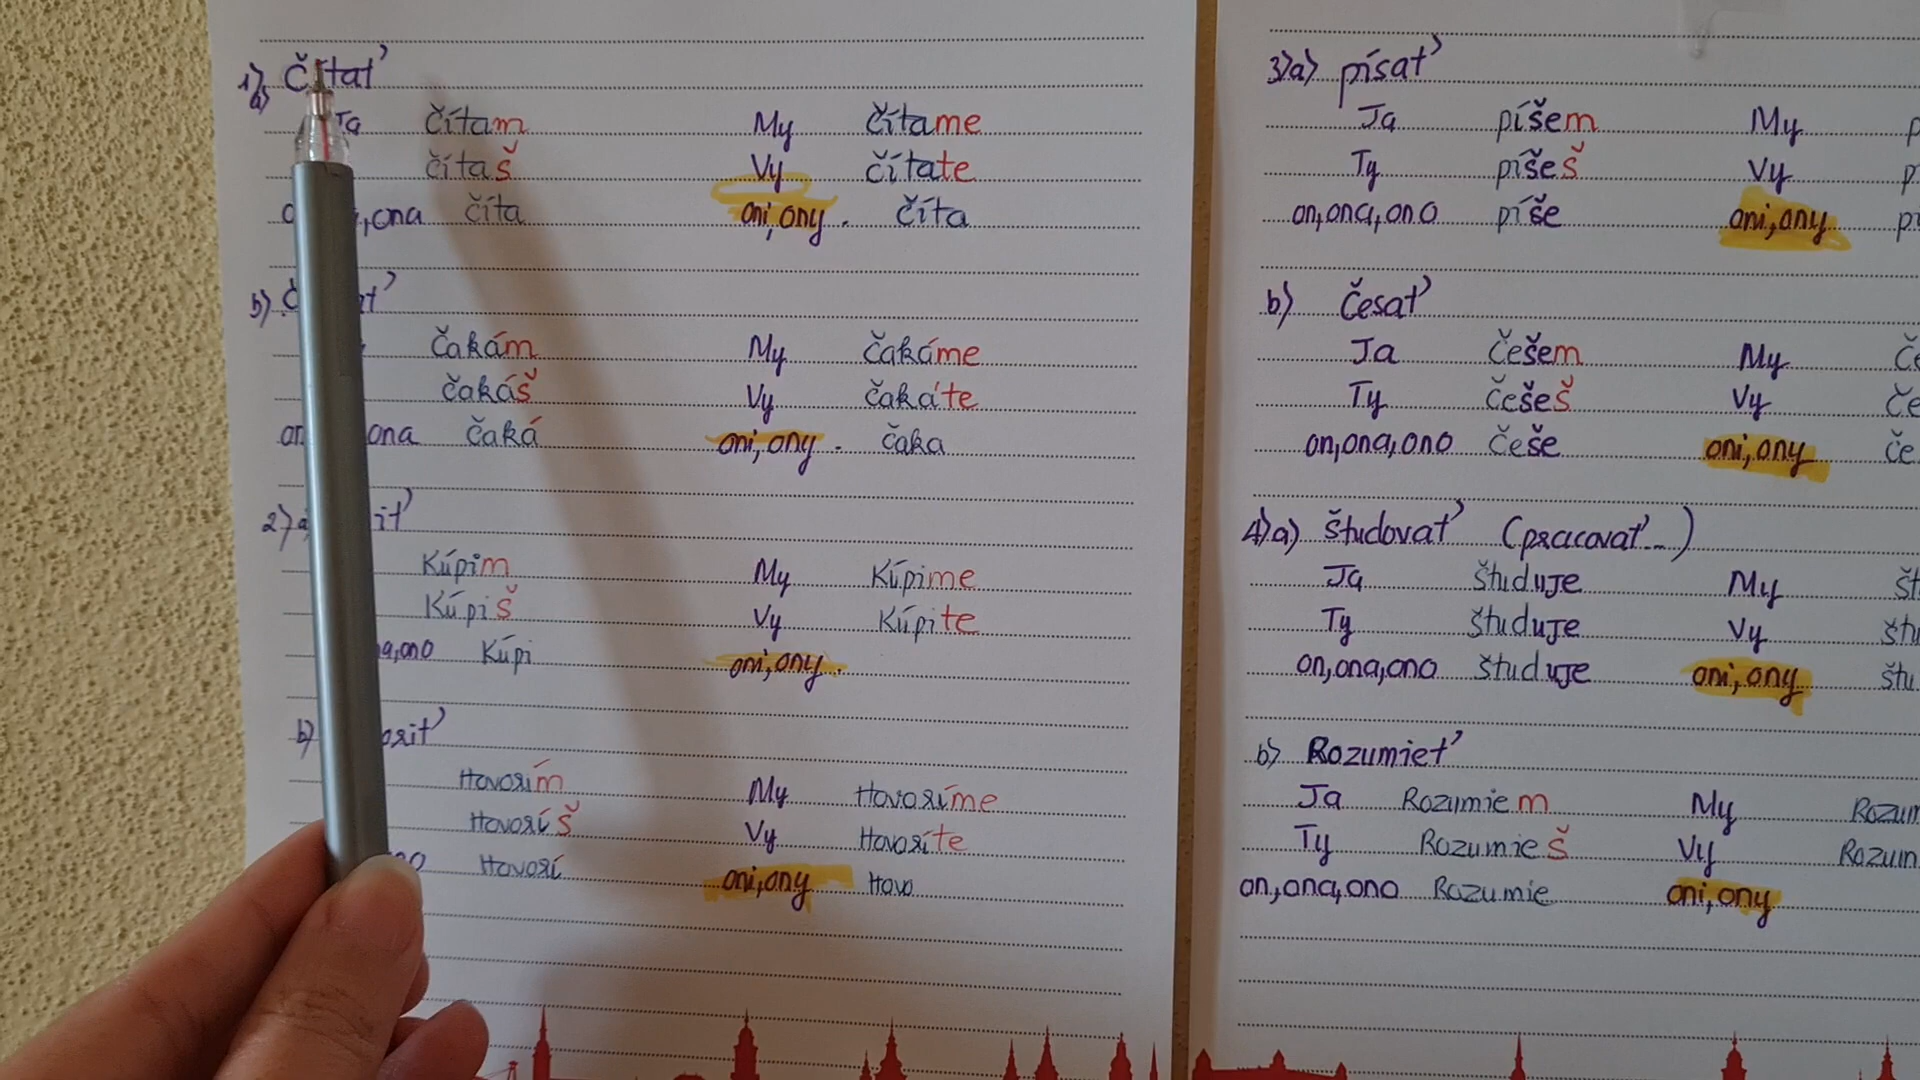 1) a) Čítať
Ja čítam My čítame
čítaš Vy čítate
,ona číta oni,ony. číta
b)
čakám My čakáme
čakáš Vy čakáte
ona čaká oni,ony. čaka
2)
Kúpim My Kúpime
Kúpiš Vy Kúpite
ono Kúpi oni,ony.
b)
Hovorím My Hovoríme
Hovoríš Vy Hovoríte
Hovorí oni,ony Hovo
3)a) písať
Ja píšem My
Ty píšeš Vy
on,ona,ono píše oni,ony
b) Česať
Ja Češem My
Ty Češeš Vy
on,ona,ono Češe oni,ony
4)a) študovať (pracovať...)
Ja študuje My
Ty študuje Vy
on,ona,ono študuje oni,ony
b) Rozumieť
Ja Rozumiem My
Ty Rozumieš Vy
on,ona,ono Rozumie oni,ony